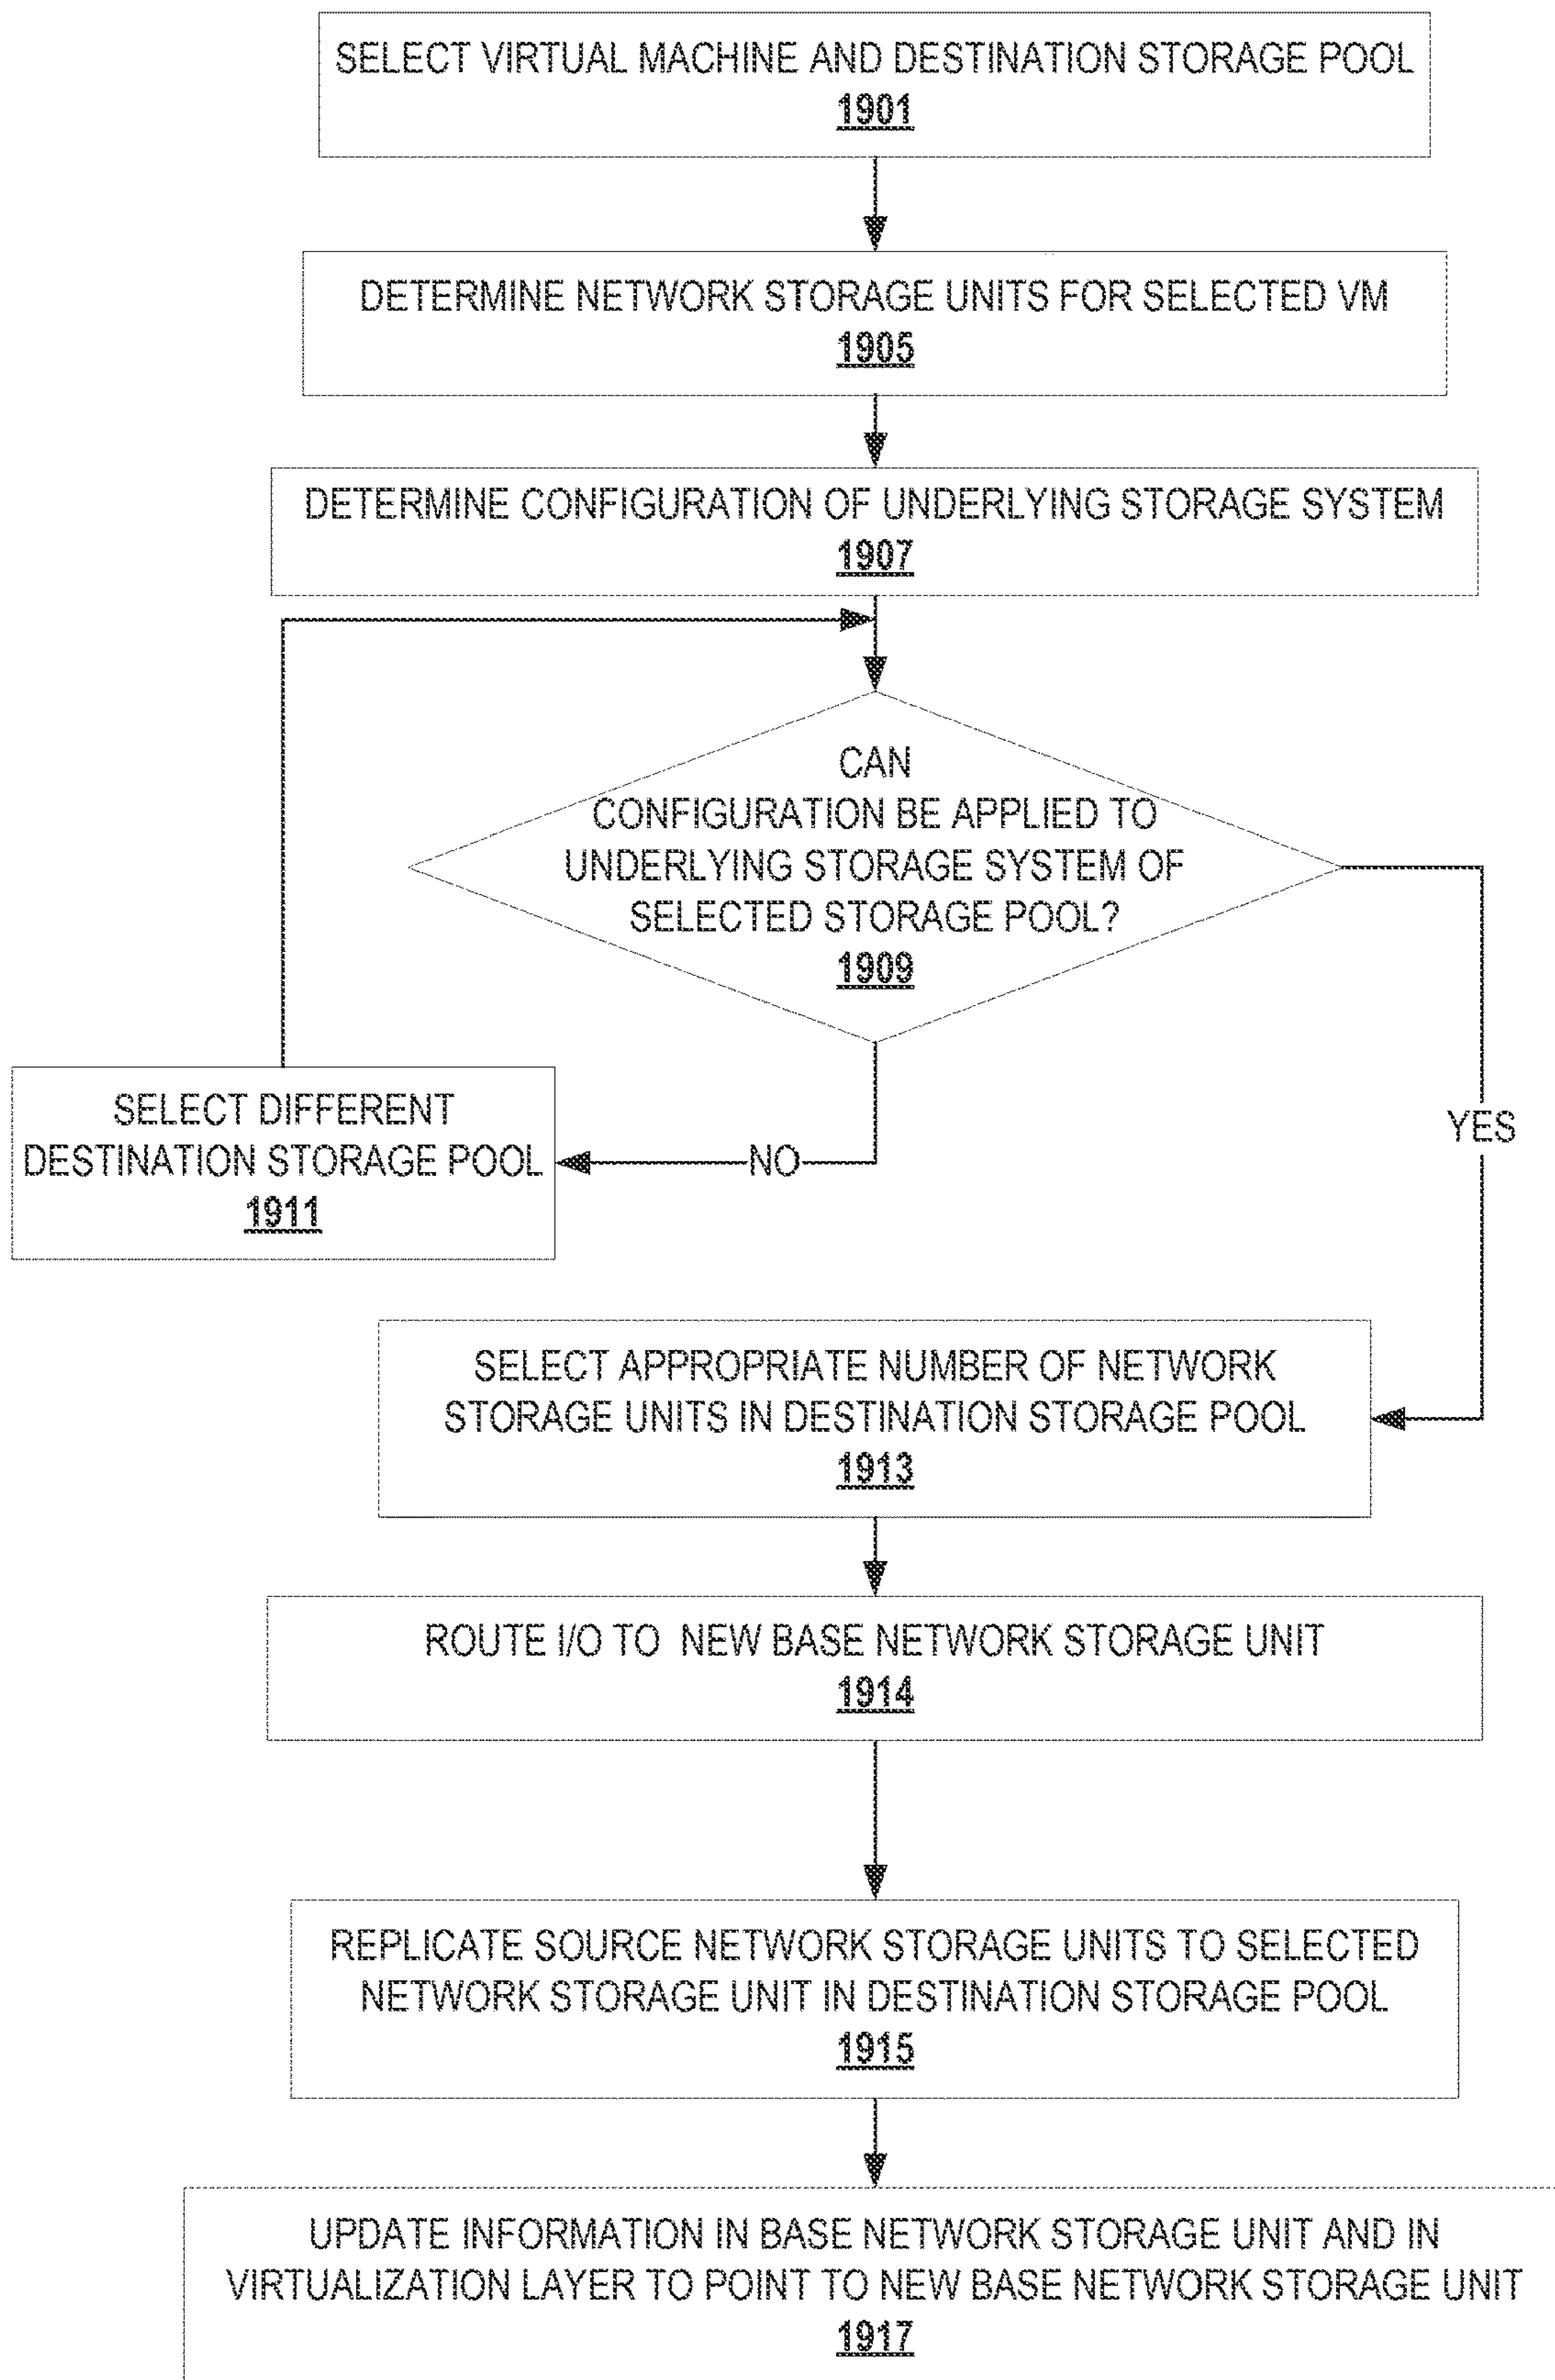 SELECT VIRTUAL MACHINE AND DESTINATION STORAGE POOL
1901
DETERMINE NETWORK STORAGE UNITS FOR SELECTED VM
1905
DETERMINE CONFIGURATION OF UNDERLYING STORAGE SYSTEM
1907
CAN
CONFIGURATION BE APPLIED TO
UNDERLYING STORAGE SYSTEM OF
SELECTED STORAGE POOL?
1909
YES
NO
SELECT DIFFERENT
DESTINATION STORAGE POOL
1911
SELECT APPROPRIATE NUMBER OF NETWORK
STORAGE UNITS IN DESTINATION STORAGE POOL
1913
ROUTE I/O TO NEW BASE NETWORK STORAGE UNIT
1914
REPLICATE SOURCE NETWORK STORAGE UNITS TO SELECTED
NETWORK STORAGE UNIT IN DESTINATION STORAGE POOL
1915
UPDATE INFORMATION IN BASE NETWORK STORAGE UNIT AND IN
VIRTUALIZATION LAYER TO POINT TO NEW BASE NETWORK STORAGE UNIT
1917